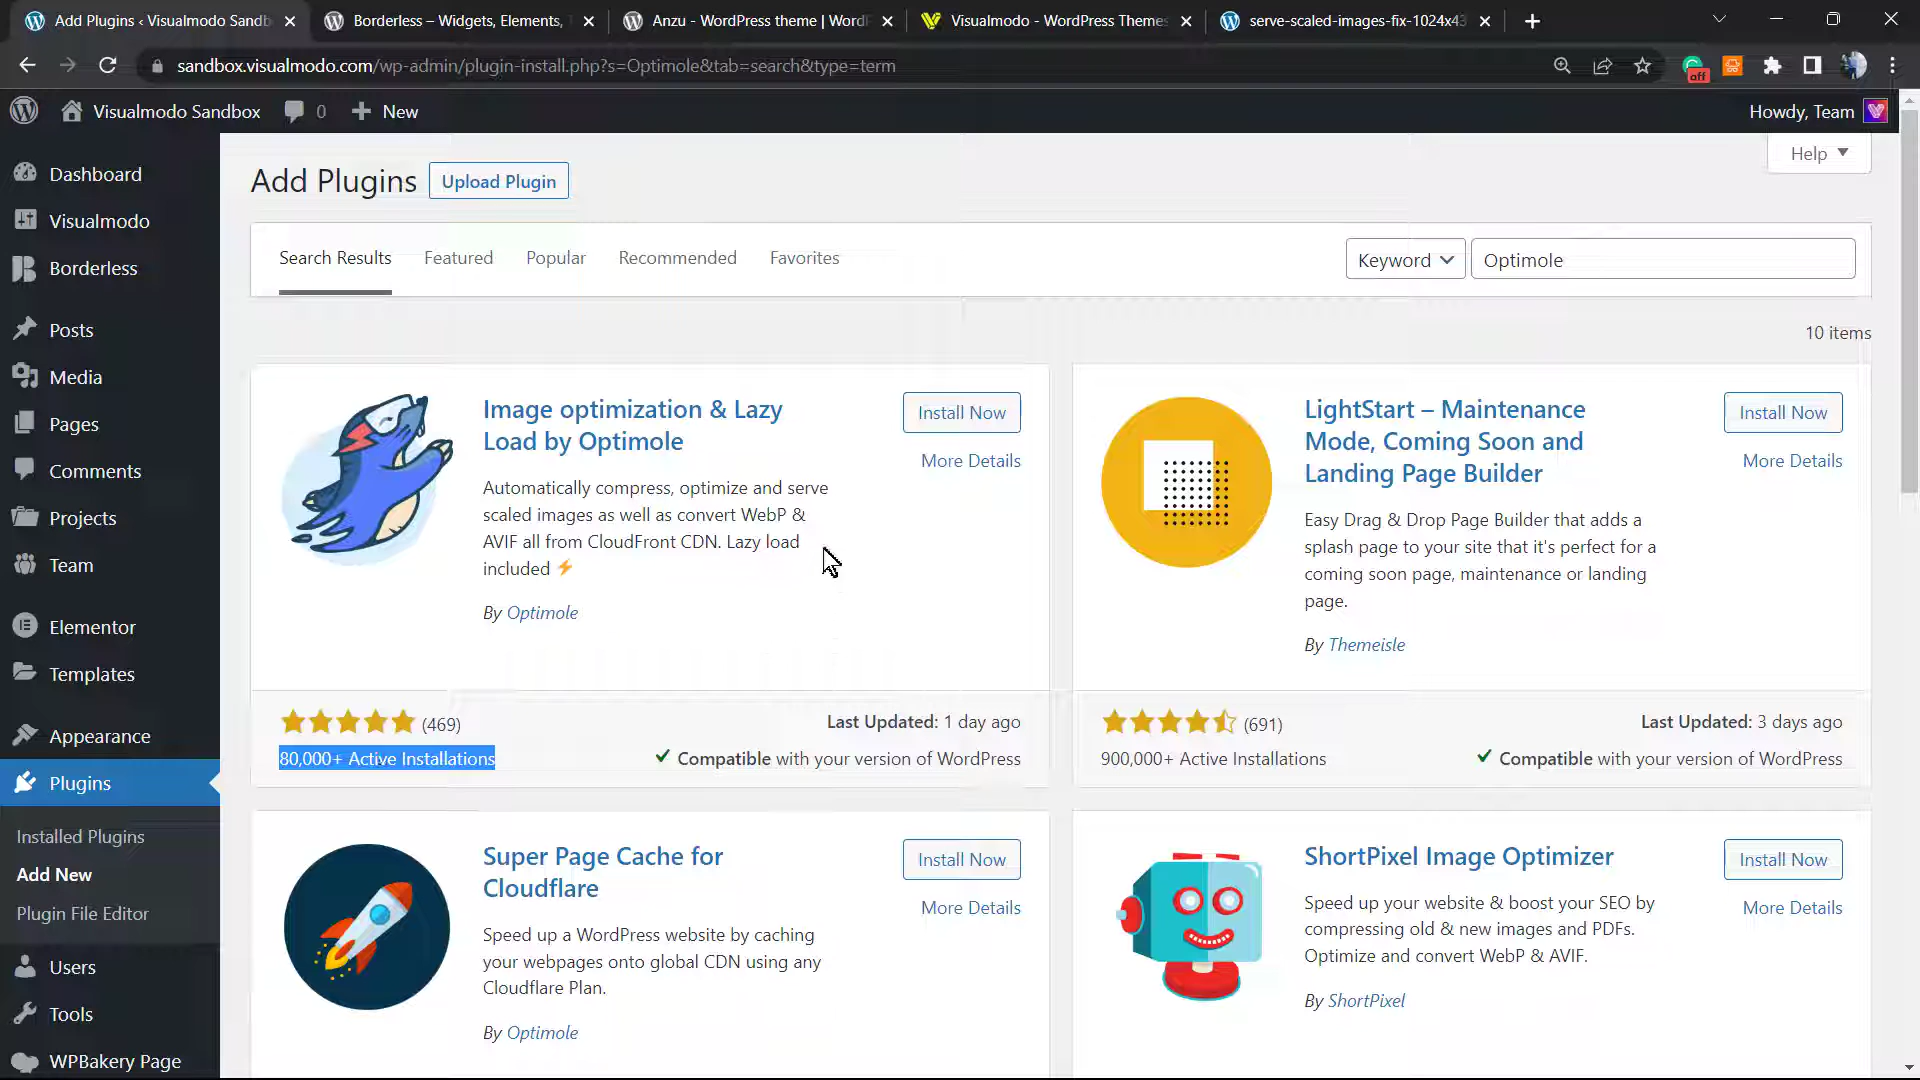 Add Plugins ‹ Visualmodo Sandb
Borderless – Widgets, Elements,
Anzu - WordPress theme | Word
Visualmodo - WordPress Themes
serve-scaled-images-fix-1024x43
sandbox.visualmodo.com/wp-admin/plugin-install.php?s=Optimole&tab=search&type=term
off
Visualmodo Sandbox
0
New
Howdy, Team
Dashboard
Visualmodo
Borderless
Posts
Media
Pages
Comments
Projects
Team
Elementor
Templates
Appearance
Plugins
Installed Plugins
Add New
Plugin File Editor
Users
Tools
WPBakery Page
Add Plugins
Upload Plugin
Help
Search Results
Featured
Popular
Recommended
Favorites
Keyword
Optimole
10 items
Image optimization & Lazy
Load by Optimole
Install Now
More Details
Automatically compress, optimize and serve
scaled images as well as convert WebP &
AVIF all from CloudFront CDN. Lazy load
included ⚡
By Optimole
(469)
80,000+ Active Installations
Last Updated: 1 day ago
Compatible with your version of WordPress
LightStart – Maintenance
Mode, Coming Soon and
Landing Page Builder
Install Now
More Details
Easy Drag & Drop Page Builder that adds a
splash page to your site that it's perfect for a
coming soon page, maintenance or landing
page.
By Themeisle
(691)
900,000+ Active Installations
Last Updated: 3 days ago
Compatible with your version of WordPress
Super Page Cache for
Cloudflare
Install Now
More Details
Speed up a WordPress website by caching
your webpages onto global CDN using any
Cloudflare Plan.
By Optimole
ShortPixel Image Optimizer
Install Now
More Details
Speed up your website & boost your SEO by
compressing old & new images and PDFs.
Optimize and convert WebP & AVIF.
By ShortPixel